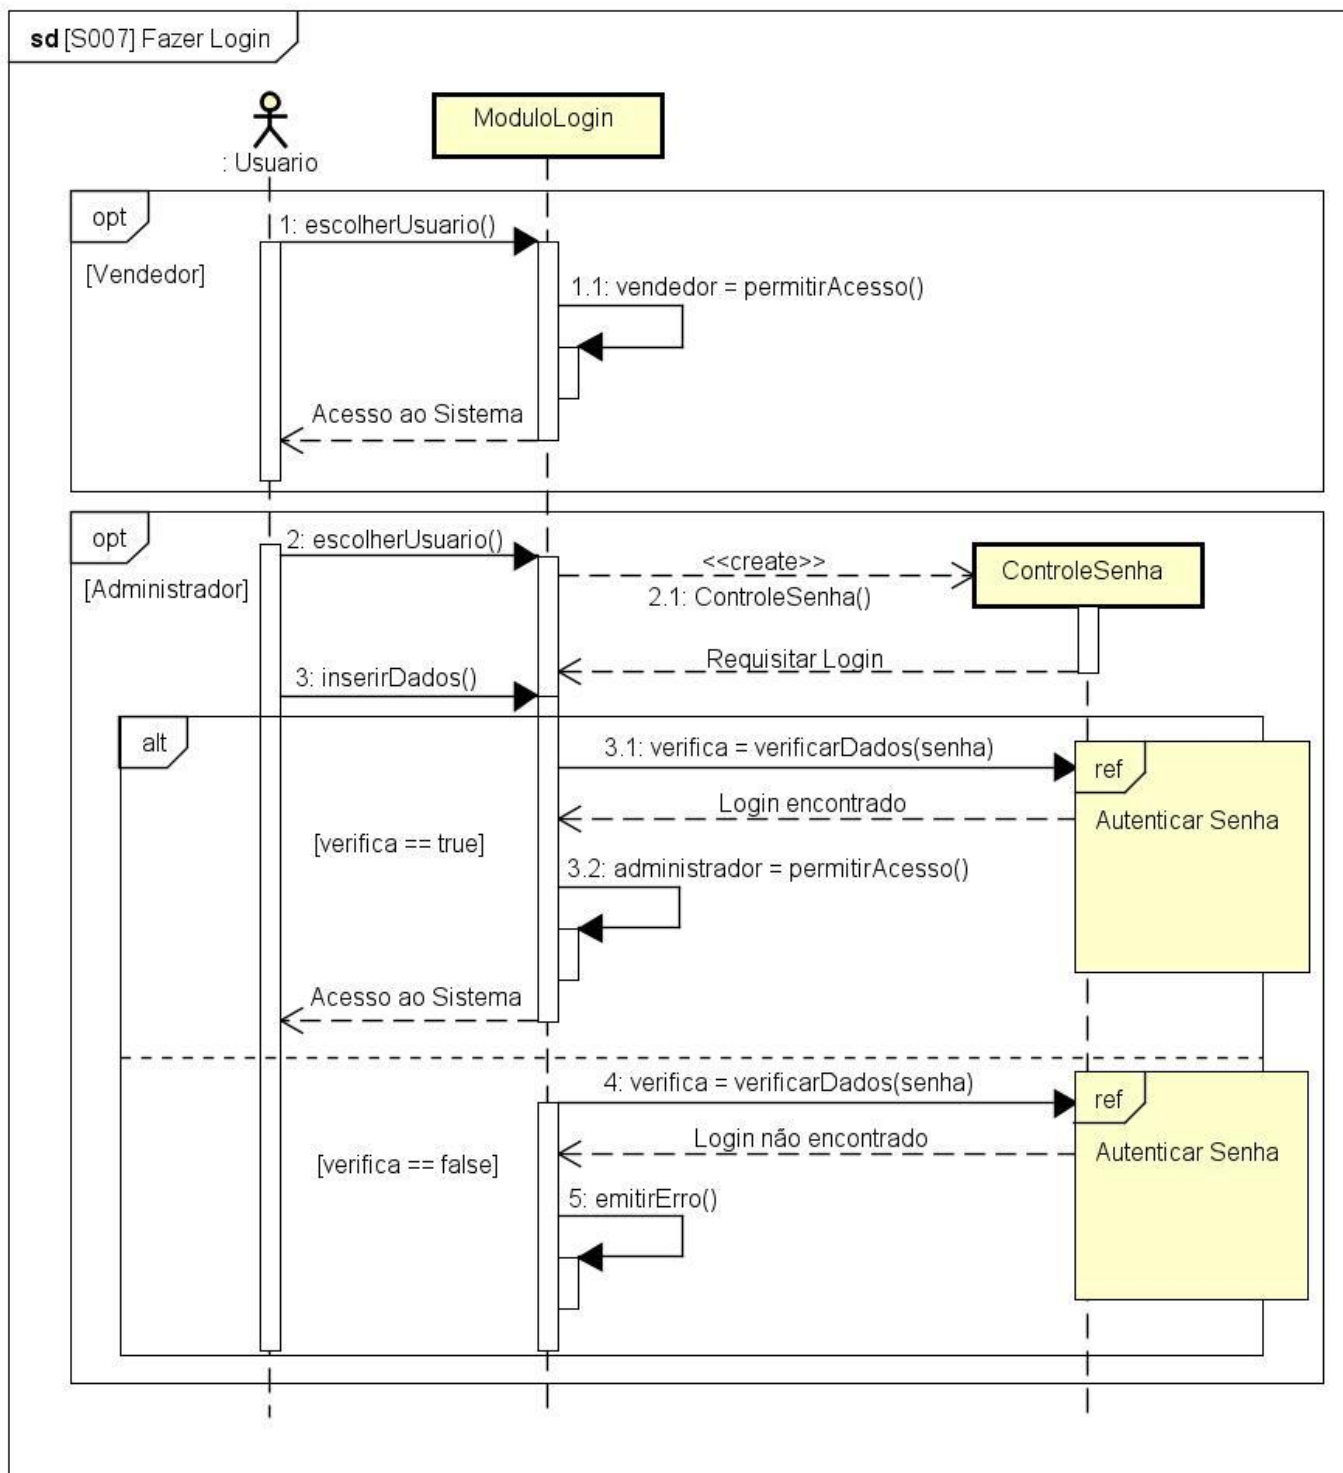 sd [S007] Fazer Login
: Usuario
ModuloLogin
opt
[Vendedor]
1: escolherUsuario()
1.1: vendedor = permitirAcesso()
Acesso ao Sistema
opt
[Administrador]
2: escolherUsuario()
<<create>>
2.1: ControleSenha()
ControleSenha
Requisitar Login
3: inserirDados()
alt
[verifica == true]
3.1: verifica = verificarDados(senha)
ref
Autenticar Senha
Login encontrado
3.2: administrador = permitirAcesso()
Acesso ao Sistema
4: verifica = verificarDados(senha)
ref
Autenticar Senha
Login não encontrado
[verifica == false]
5: emitirErro()